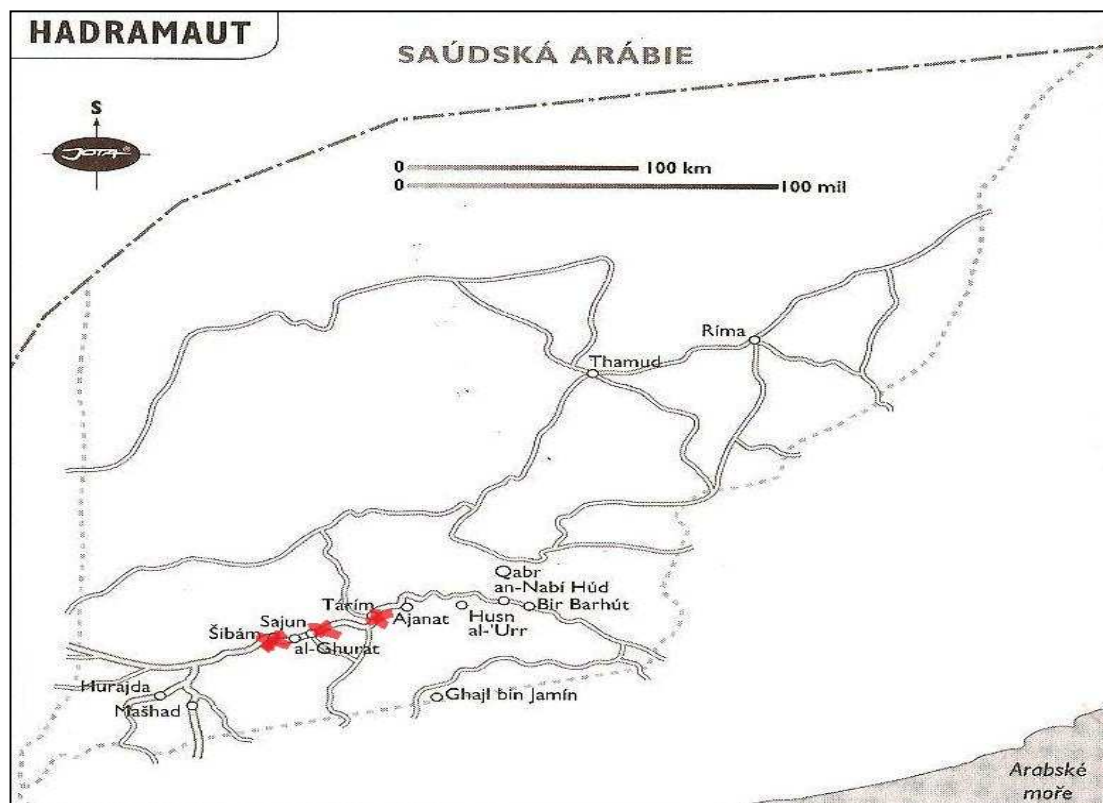 HADRAMAUT
SAÚDSKÁ ARÁBIE
S
JOTA®
0 100 km
0 100 mil
Ríma
Thamud
Qabr
an-Nabí Húd
Tarím
Bir Barhút
Ajanat
Husn
al-'Urr
Sajun
Šibám
al-Ghurat
Hurajda
Mašhad
Ghajl bin Jamín
Arabské
moře